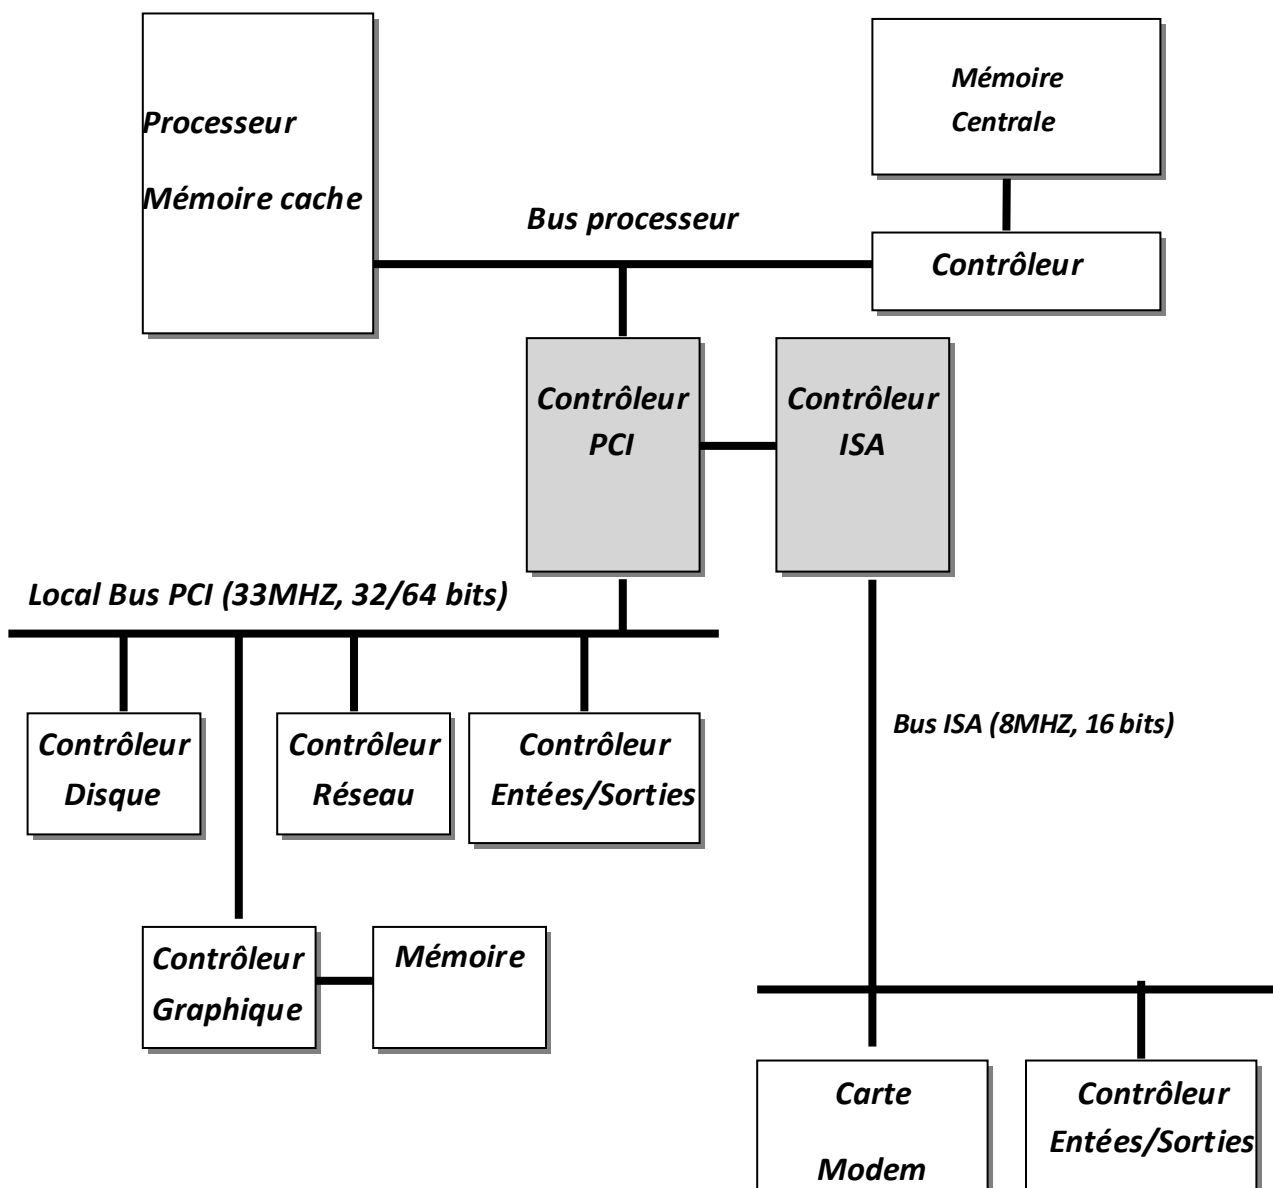 Mémoire
Centrale
Processeur
Mémoire cache
Bus processeur
Contrôleur
Contrôleur
PCI
Contrôleur
ISA
Local Bus PCI (33MHZ, 32/64 bits)
Contrôleur
Disque
Contrôleur
Réseau
Contrôleur
Entées/Sorties
Bus ISA (8MHZ, 16 bits)
Contrôleur
Graphique
Mémoire
Carte
Modem
Contrôleur
Entées/Sorties